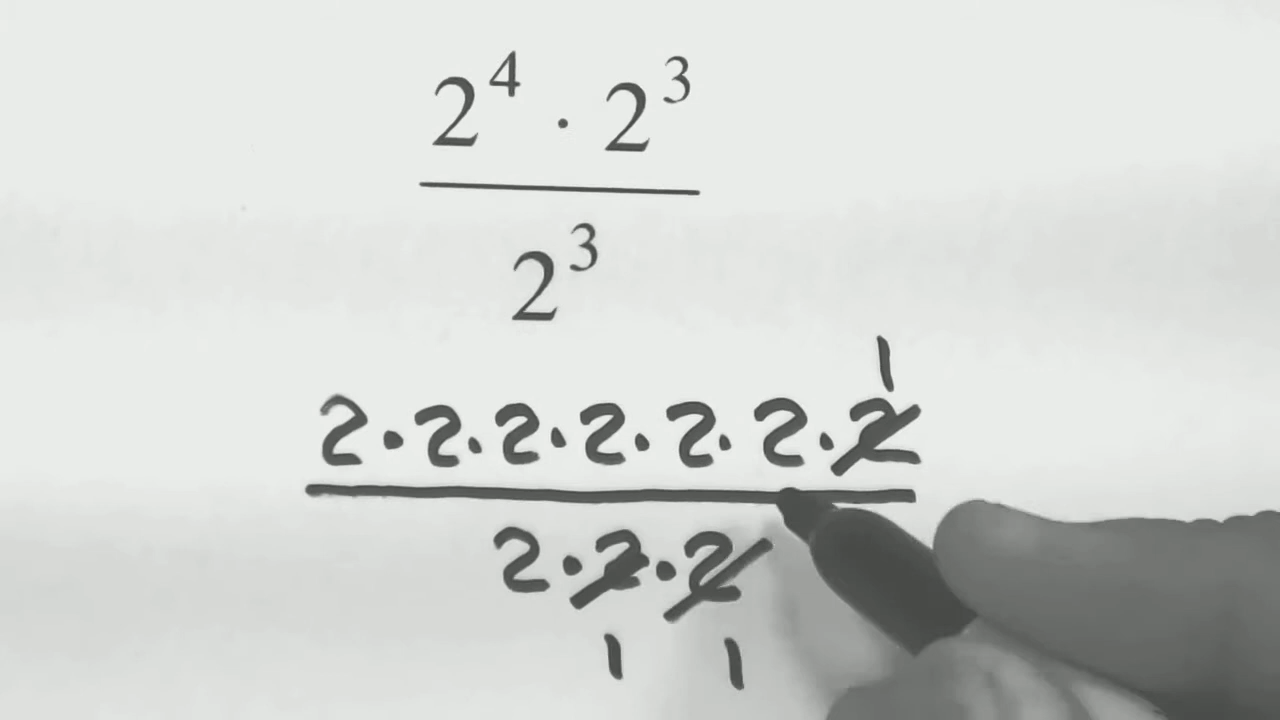 2⁴ · 2³
2³
1
2 · 2 · 2 · 2 · 2 · 2 · 2
2 · 2 · 2
1 1